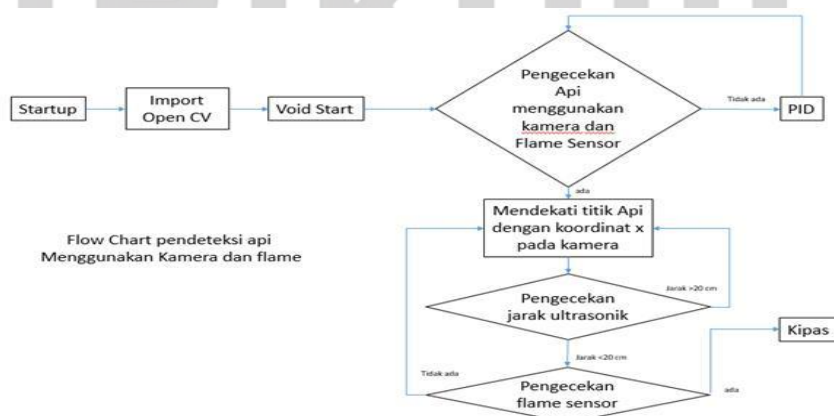 Startup
Import
Open CV
Void Start
Pengecekan
Api
menggunakan
kamera dan
Flame Sensor
Tidak ada
PID
ada
Mendekati titik Api
dengan koordinat x
pada kamera
Flow Chart pendeteksi api
Menggunakan Kamera dan flame
Jarak >20 cm
Pengecekan
jarak ultrasonik
Kipas
Jarak <20 cm
Tidak ada
Pengecekan
flame sensor
ada